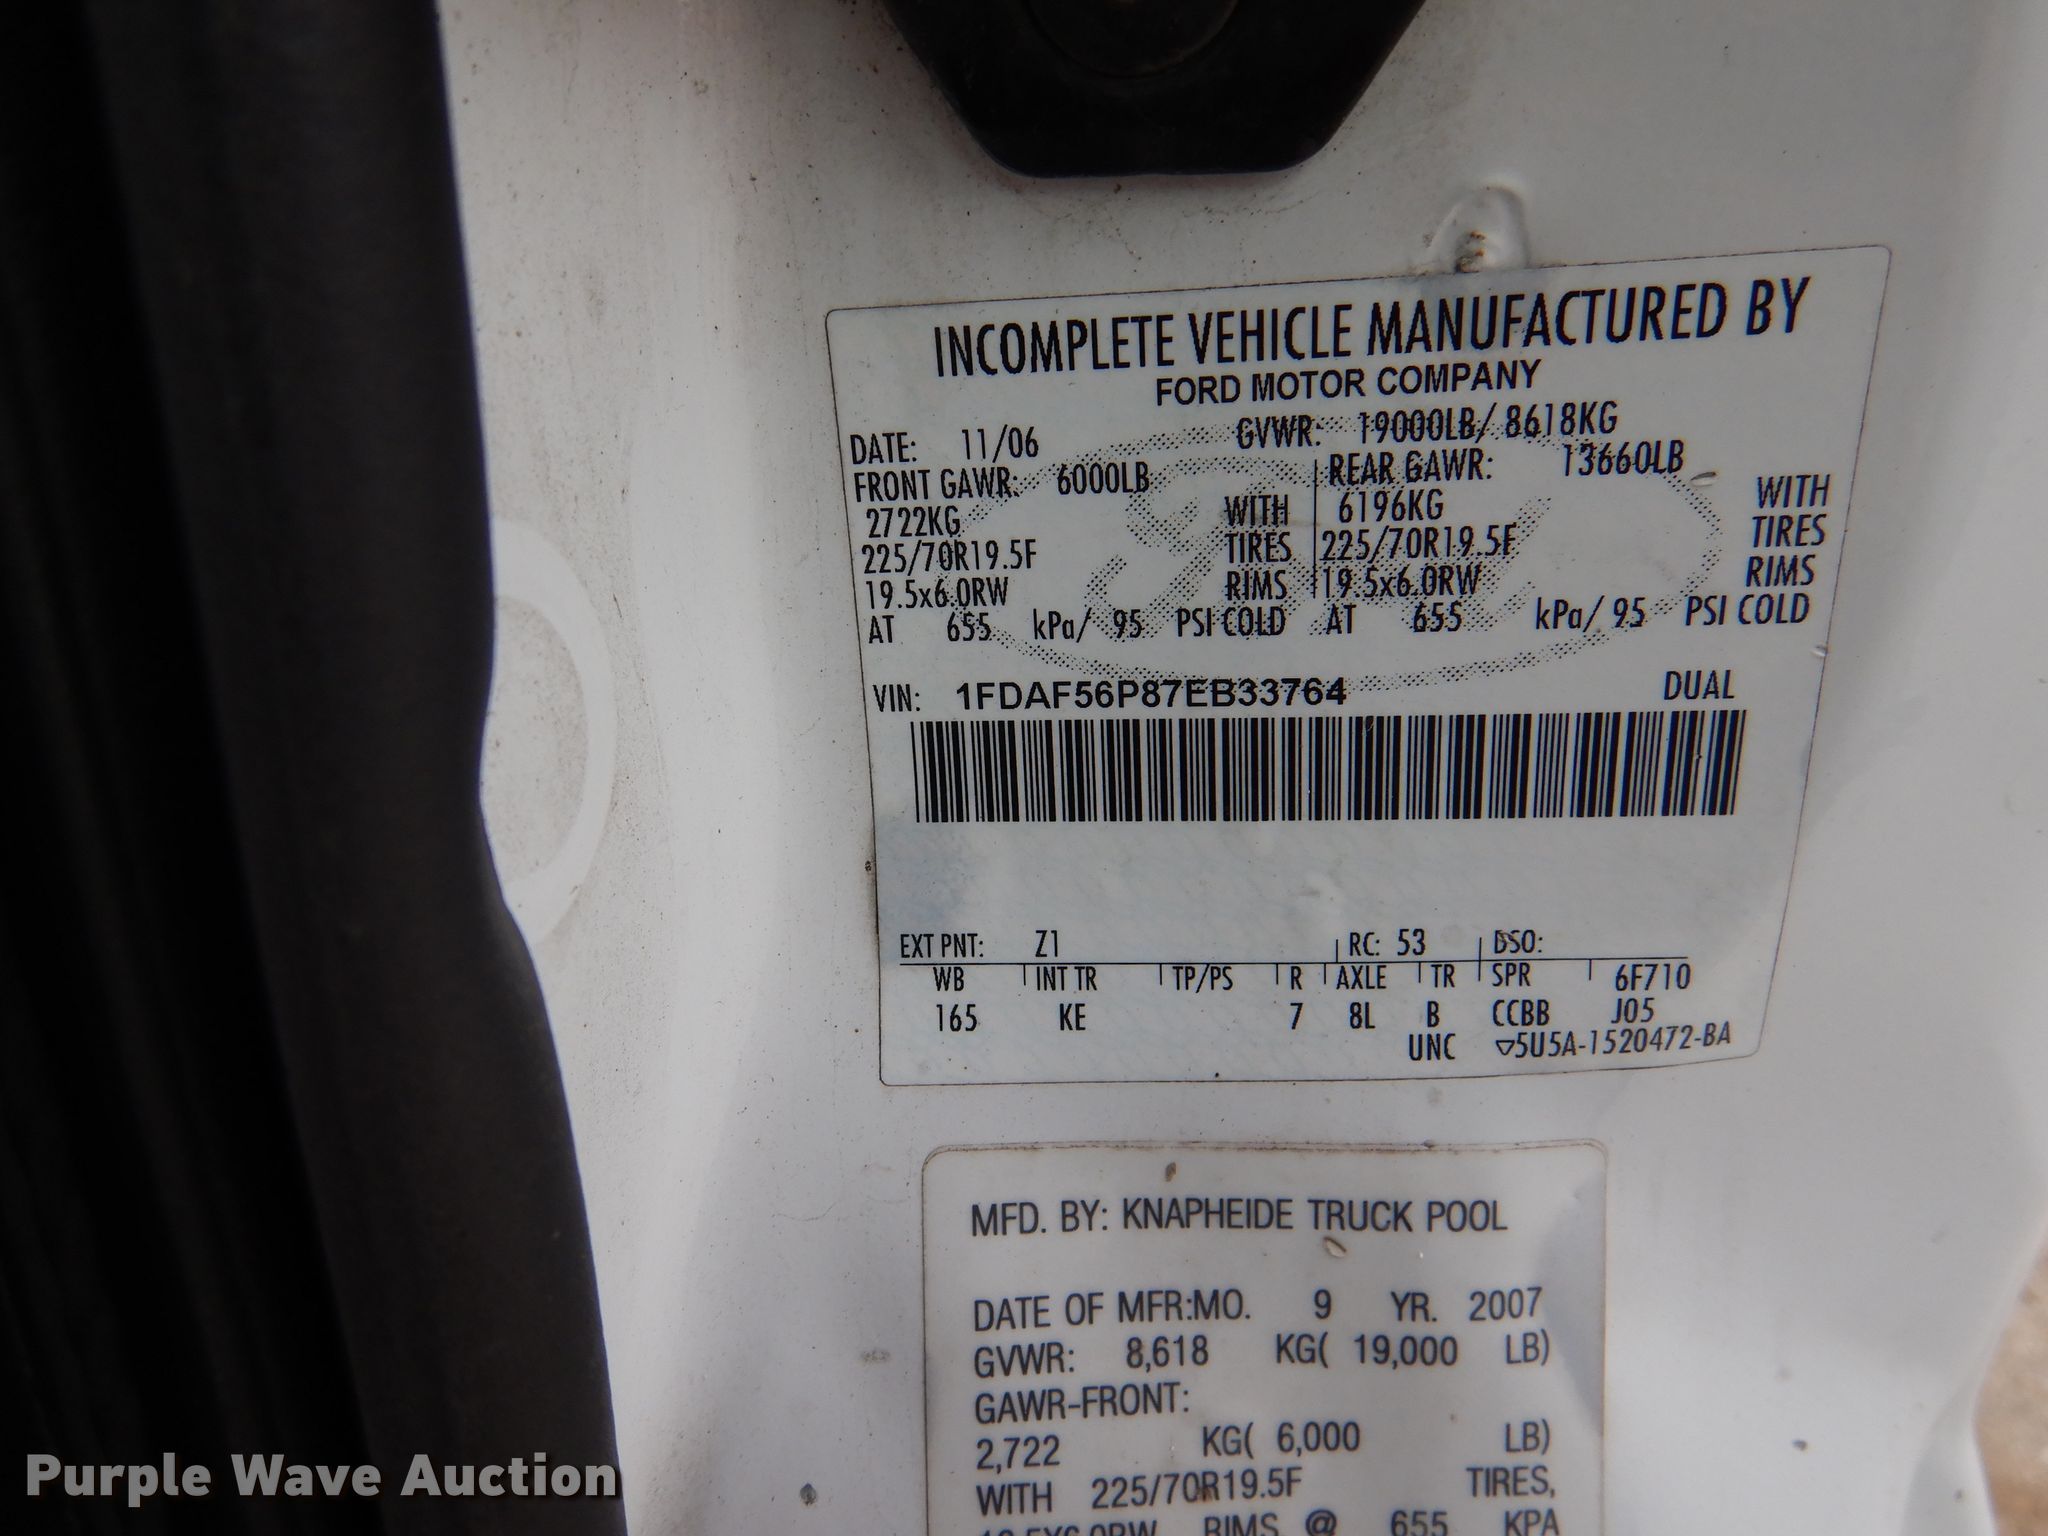 INCOMPLETE VEHICLE MANUFACTURED BY
FORD MOTOR COMPANY
DATE: 11/06 GVWR: 19000LB/ 8618KG
FRONT GAWR: 6000LB REAR GAWR: 13660LB
2722KG WITH 6196KG WITH
225/70R19.5F TIRES 225/70R19.5F TIRES
19.5x6.0RW RIMS 19.5x6.0RW RIMS
AT 655 kPa/ 95 PSI COLD AT 655 kPa/ 95 PSI COLD
VIN: 1FDAF56P87EB33764 DUAL
EXT PNT: Z1 RC: 53 DSO:
WB INT TR TP/PS R AXLE TR SPR 6F710
165 KE 7 8L B CCBB J05
UNC ▽5U5A-1520472-BA
MFD. BY: KNAPHEIDE TRUCK POOL
DATE OF MFR:MO. 9 YR. 2007
GVWR: 8,618 KG( 19,000 LB)
GAWR-FRONT:
2,722 KG( 6,000 LB)
WITH 225/70R19.5F TIRES,
19.5X6.0RW RIMS @ 655 KPA
Purple Wave Auction